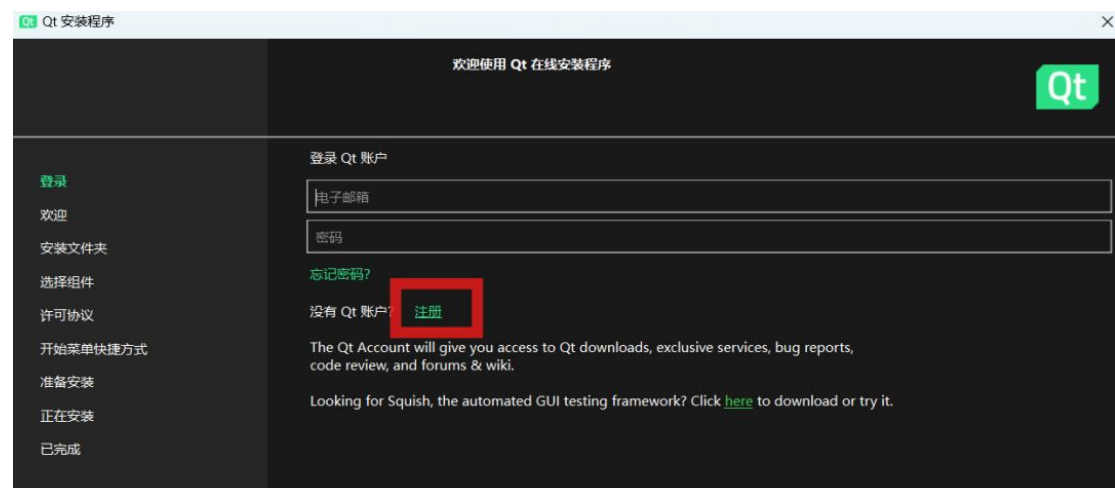 Qt 安装程序
欢迎使用 Qt 在线安装程序
Qt
登录
欢迎
安装文件夹
选择组件
许可协议
开始菜单快捷方式
准备安装
正在安装
已完成
登录 Qt 账户
电子邮箱
密码
忘记密码?
没有 Qt 账户? 注册
The Qt Account will give you access to Qt downloads, exclusive services, bug reports,
code review, and forums & wiki.
Looking for Squish, the automated GUI testing framework? Click here to download or try it.